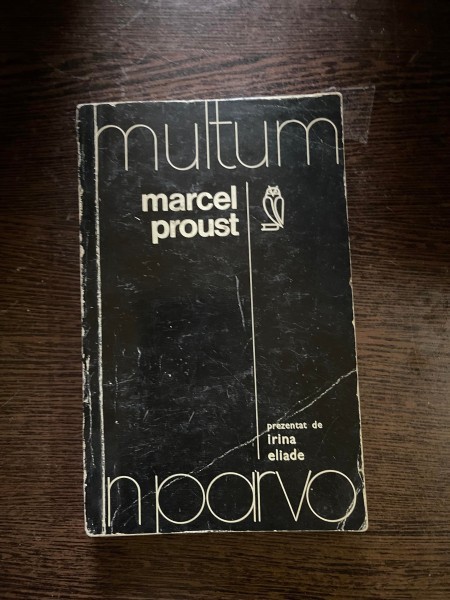 multum
marcel
proust
prezentat de
irina
eliade
in parvo